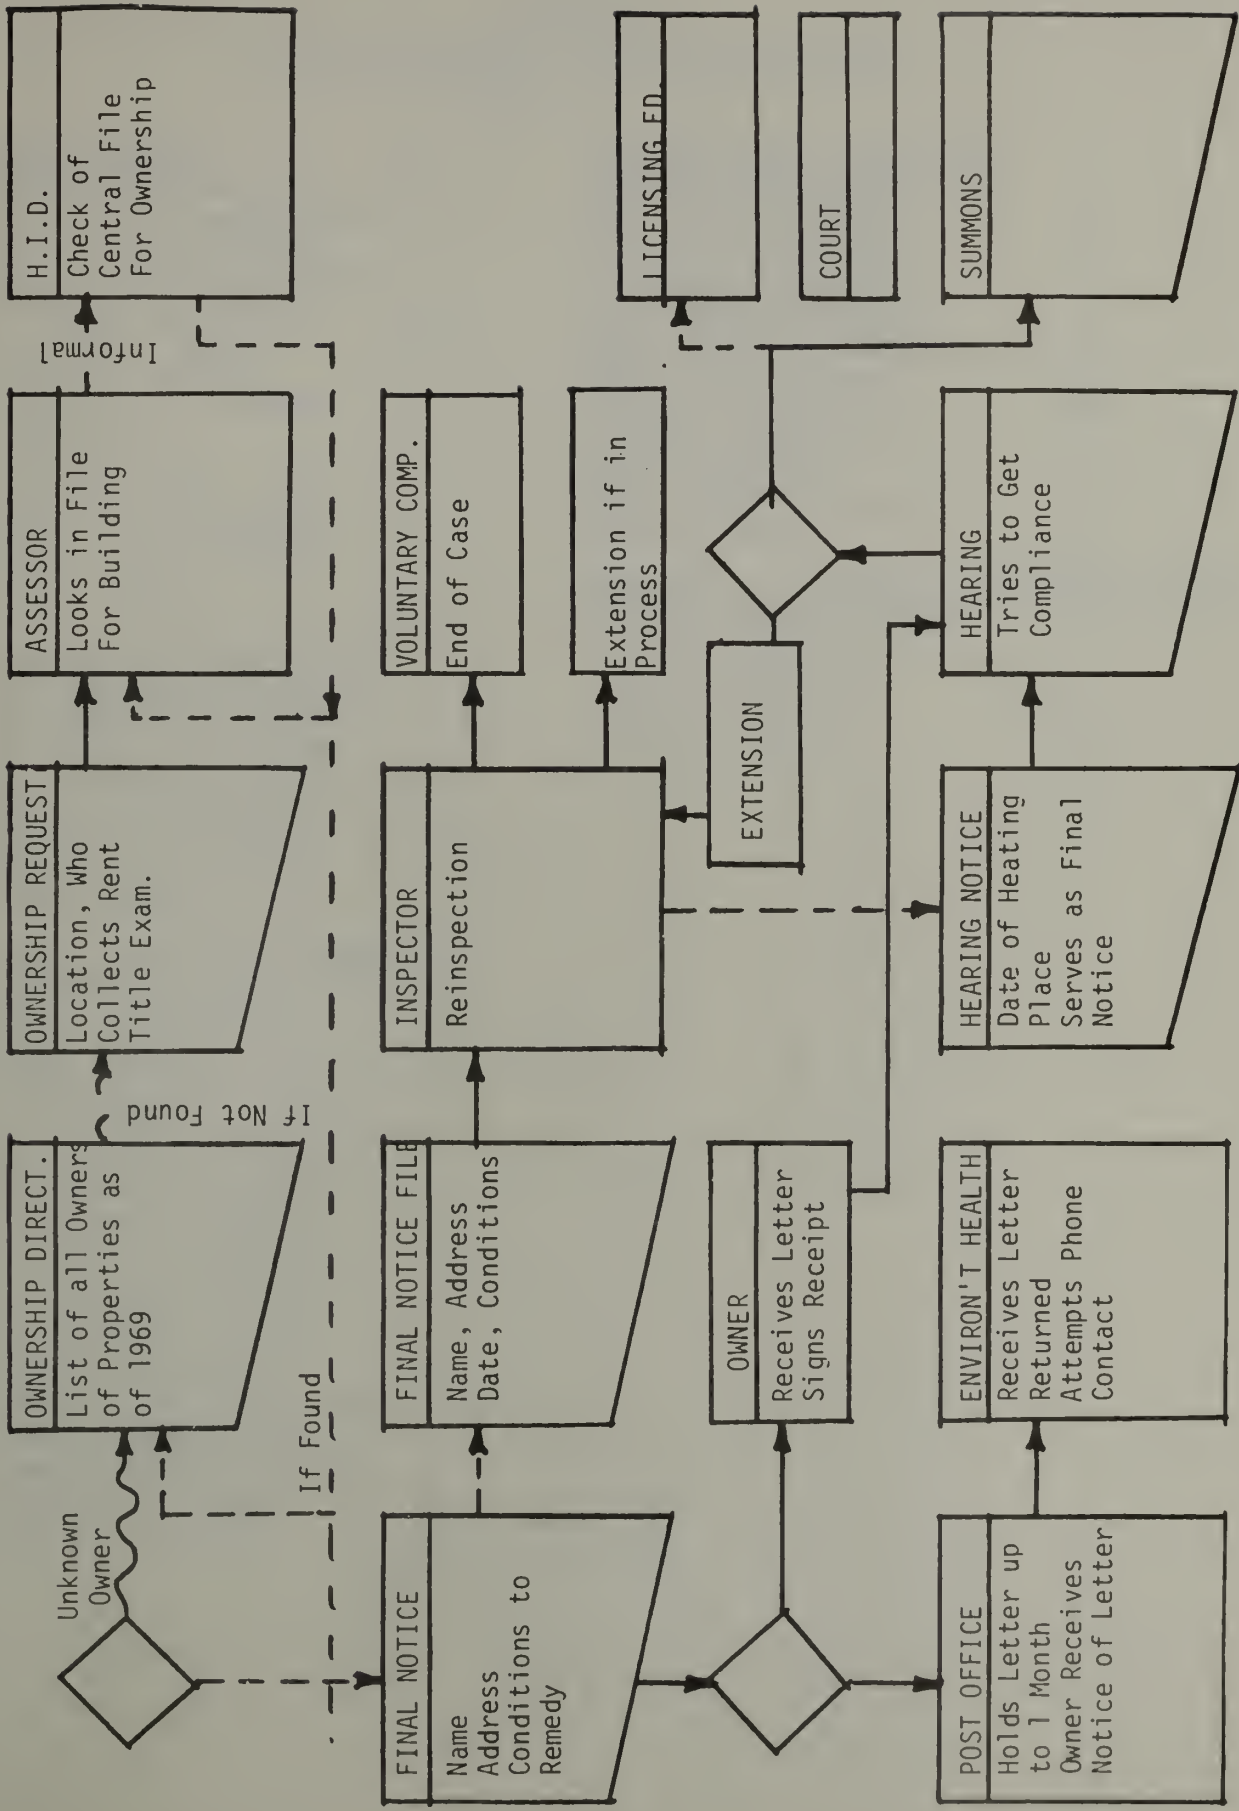 Unknown
Owner
OWNERSHIP DIRECT.
List of all Owners
of Properties as
of 1969
If Not Found
OWNERSHIP REQUEST
Location, Who
Collects Rent
Title Exam.
ASSESSOR
Looks in File
For Building
Informal
H.I.D.
Check of
Central File
For Ownership
If Found
FINAL NOTICE
Name
Address
Conditions to
Remedy
FINAL NOTICE FILE
Name, Address
Date, Conditions
INSPECTOR
Reinspection
VOLUNTARY COMP.
End of Case
Extension if in
Process
LICENSING
OWNER
Receives Letter
Signs Receipt
EXTENSION
COURT
POST OFFICE
Holds Letter up
to 1 Month
Owner Receives
Notice of Letter
ENVIRON'T HEALTH
Receives Letter
Returned
Attempts Phone
Contact
HEARING NOTICE
Date of Heating
Place
Serves as Final
Notice
HEARING
Tries to Get
Compliance
SUMMONS